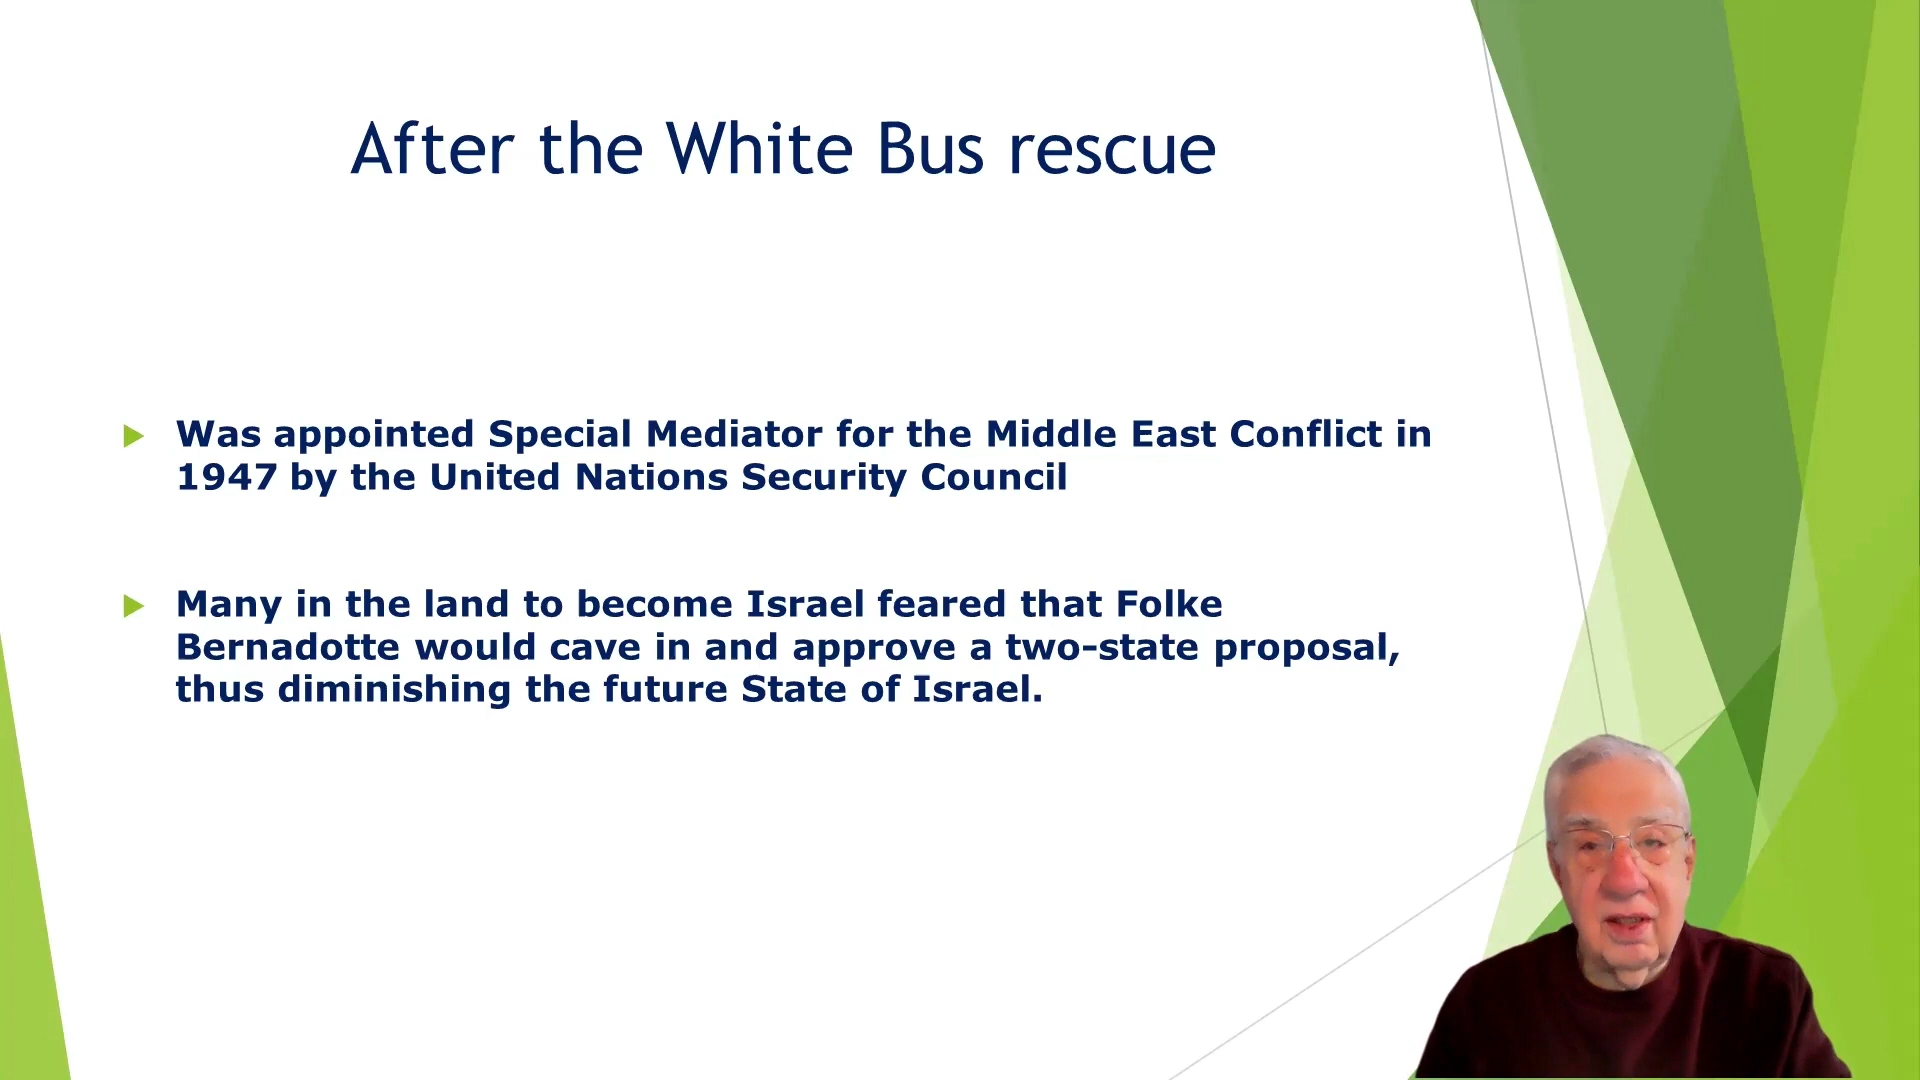 After the White Bus rescue
Was appointed Special Mediator for the Middle East Conflict in
1947 by the United Nations Security Council
Many in the land to become Israel feared that Folke
Bernadotte would cave in and approve a two-state proposal,
thus diminishing the future State of Israel.